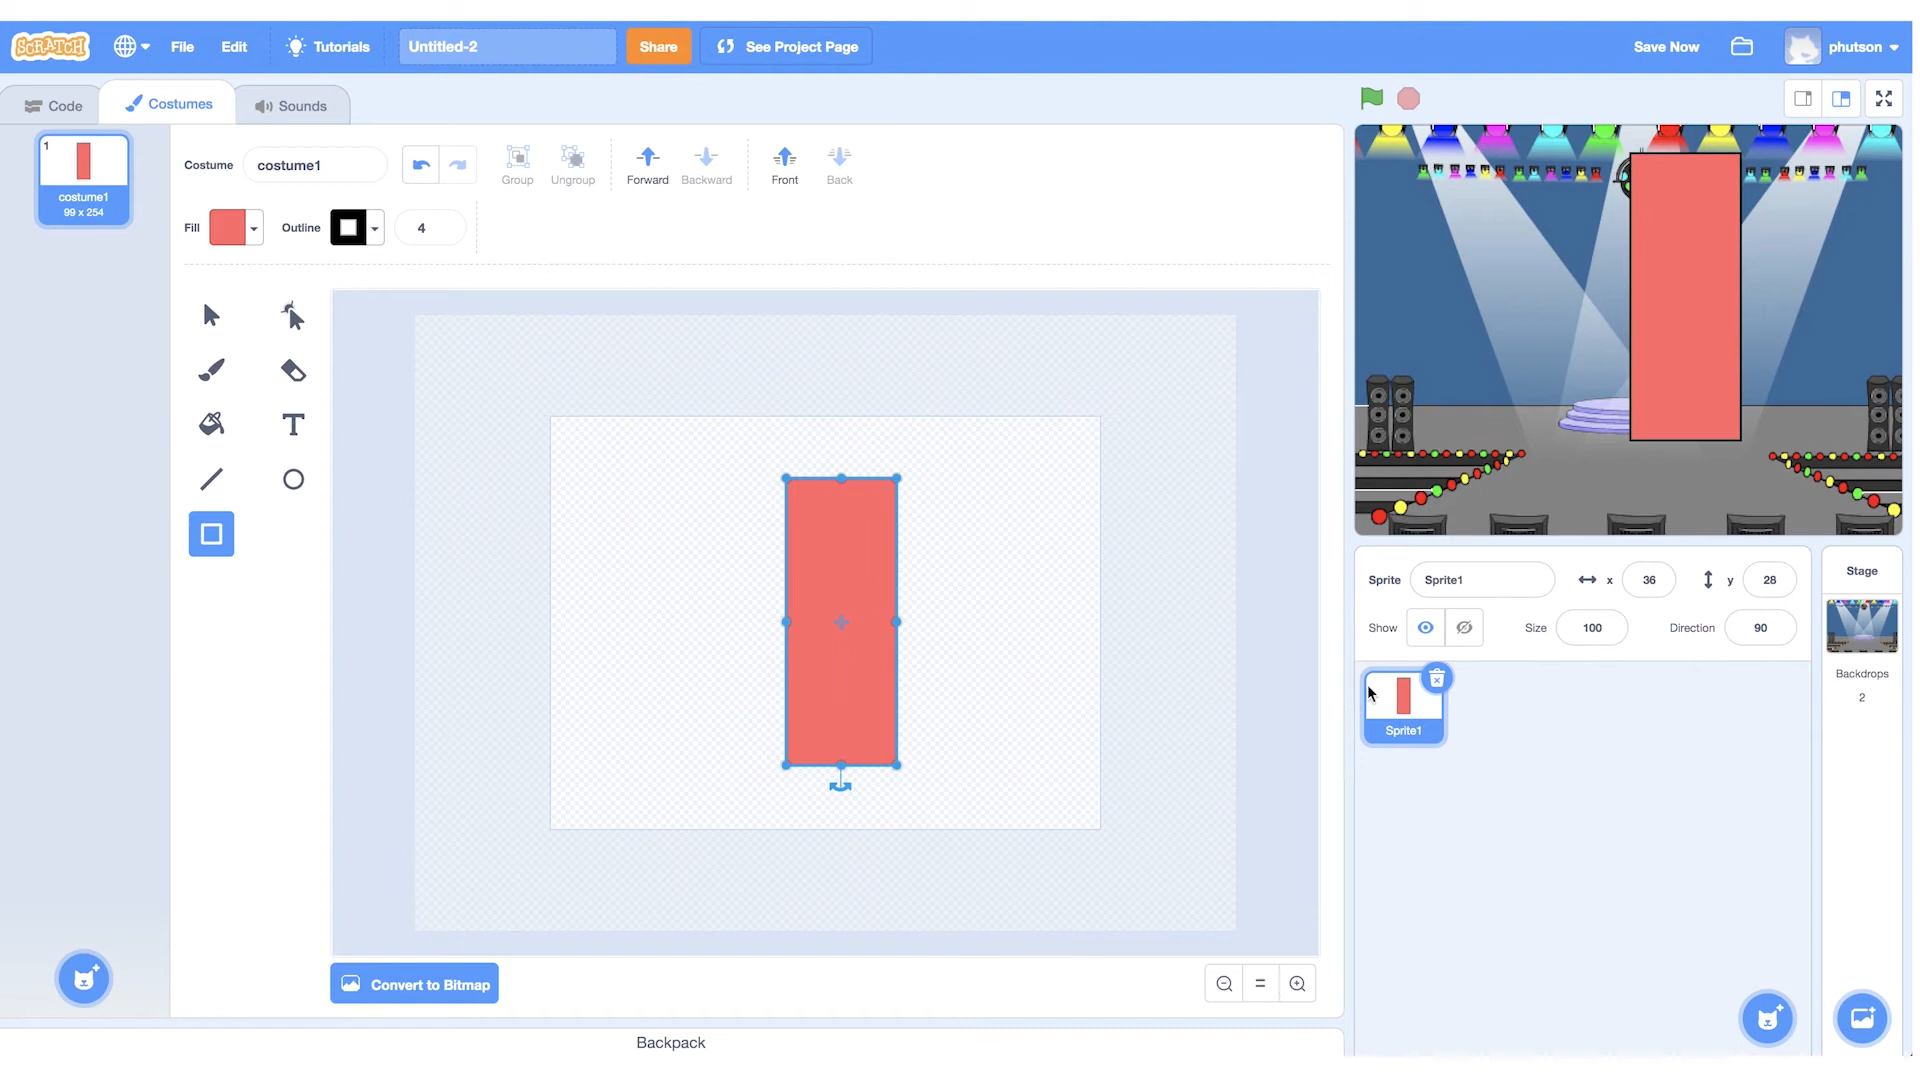 SCRATCH
File
Edit
Tutorials
Untitled-2
Share
See Project Page
Save Now
phutson
Code
Costumes
Sounds
1
costume1
99 x 254
Costume
costume1
Group
Ungroup
Forward
Backward
Front
Back
Fill
Outline
4
Convert to Bitmap
Backpack
Sprite
Sprite1
x
36
y
28
Show
Size
100
Direction
90
Sprite1
Stage
Backdrops
2